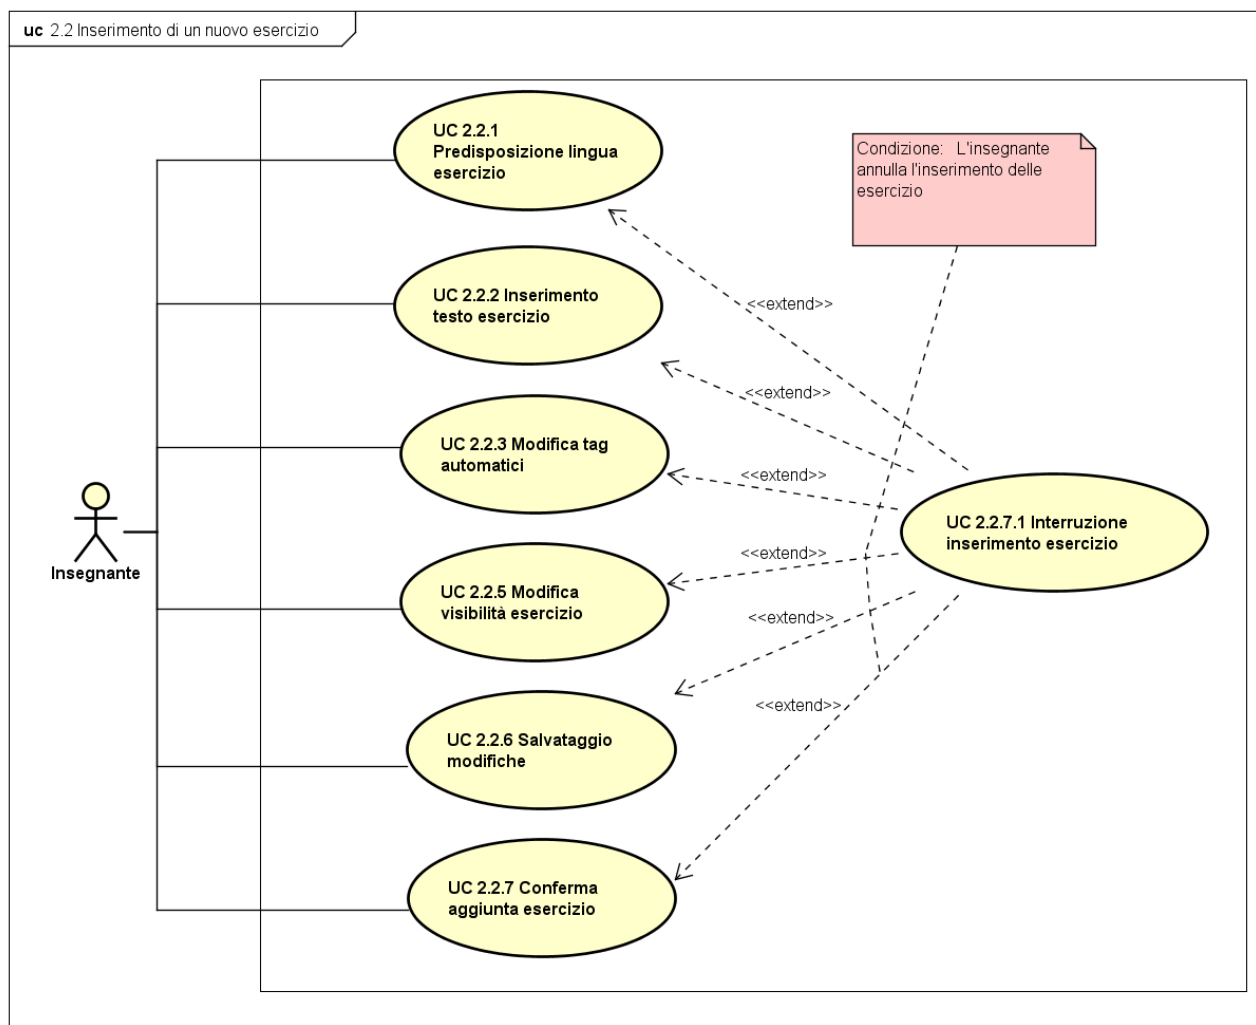 uc 2.2 Inserimento di un nuovo esercizio
UC 2.2.1
Predisposizione lingua
esercizio
Condizione: L'insegnante
annulla l'inserimento delle
esercizio
UC 2.2.2 Inserimento
testo esercizio
<<extend>>
<<extend>>
UC 2.2.3 Modifica tag
automatici
<<extend>>
UC 2.2.7.1 Interruzione
inserimento esercizio
Insegnante
<<extend>>
UC 2.2.5 Modifica
visibilità esercizio
<<extend>>
<<extend>>
UC 2.2.6 Salvataggio
modifiche
UC 2.2.7 Conferma
aggiunta esercizio